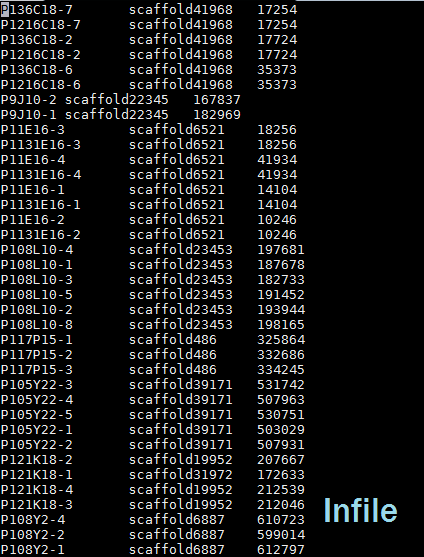 P136C18-7 scaffold41968 17254
P1216C18-7 scaffold41968 17254
P136C18-2 scaffold41968 17724
P1216C18-2 scaffold41968 17724
P136C18-6 scaffold41968 35373
P1216C18-6 scaffold41968 35373
P9J10-2 scaffold22345 167837
P9J10-1 scaffold22345 182969
P11E16-3 scaffold6521 18256
P1131E16-3 scaffold6521 18256
P11E16-4 scaffold6521 41934
P1131E16-4 scaffold6521 41934
P11E16-1 scaffold6521 14104
P1131E16-1 scaffold6521 14104
P11E16-2 scaffold6521 10246
P1131E16-2 scaffold6521 10246
P108L10-4 scaffold23453 197681
P108L10-1 scaffold23453 187678
P108L10-3 scaffold23453 182733
P108L10-5 scaffold23453 191452
P108L10-2 scaffold23453 193944
P108L10-8 scaffold23453 198165
P117P15-1 scaffold486 325864
P117P15-2 scaffold486 332686
P117P15-3 scaffold486 334245
P105Y22-3 scaffold39171 531742
P105Y22-4 scaffold39171 507963
P105Y22-5 scaffold39171 530751
P105Y22-1 scaffold39171 503029
P105Y22-2 scaffold39171 507931
P121K18-2 scaffold19952 207667
P121K18-1 scaffold31972 172633
P121K18-4 scaffold19952 212539
P121K18-3 scaffold19952 212046
P108Y2-4 scaffold6887 610723
P108Y2-2 scaffold6887 599014
P108Y2-1 scaffold6887 612797
Infile